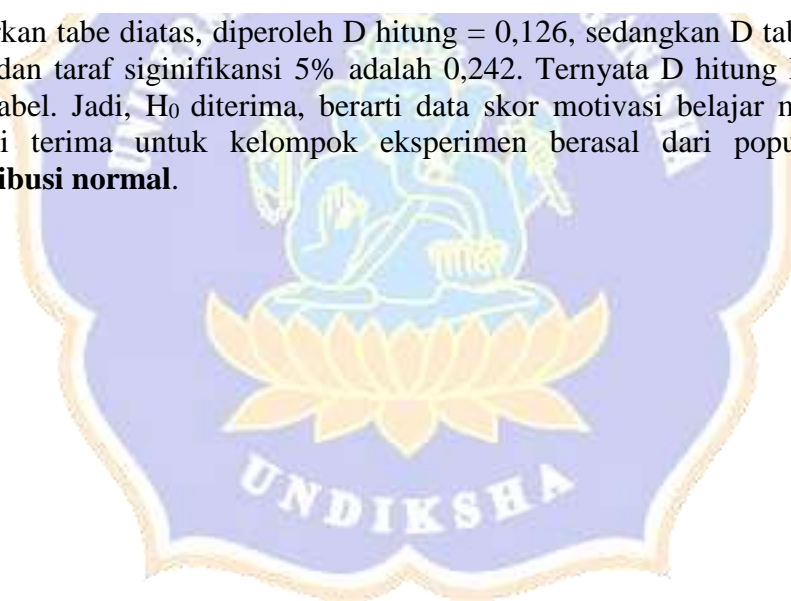 rkan tabe diatas, diperoleh D hitung = 0,126, sedangkan D tab
dan taraf siginifikansi 5% adalah 0,242. Ternyata D hitung
abel. Jadi, H₀ diterima, berarti data skor motivasi belajar m
i terima untuk kelompok eksperimen berasal dari popu
ibusi normal.
UNDIKSHA